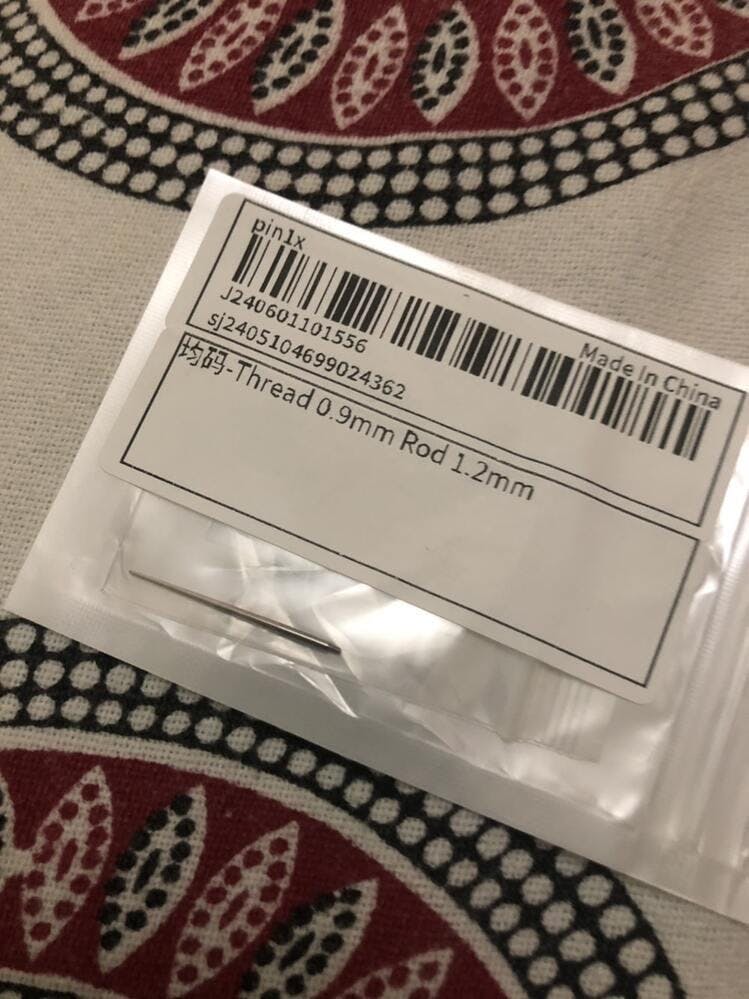 pin1x
J240601101556
Made In China
sj2405104699024362
均码-Thread 0.9mm Rod 1.2mm